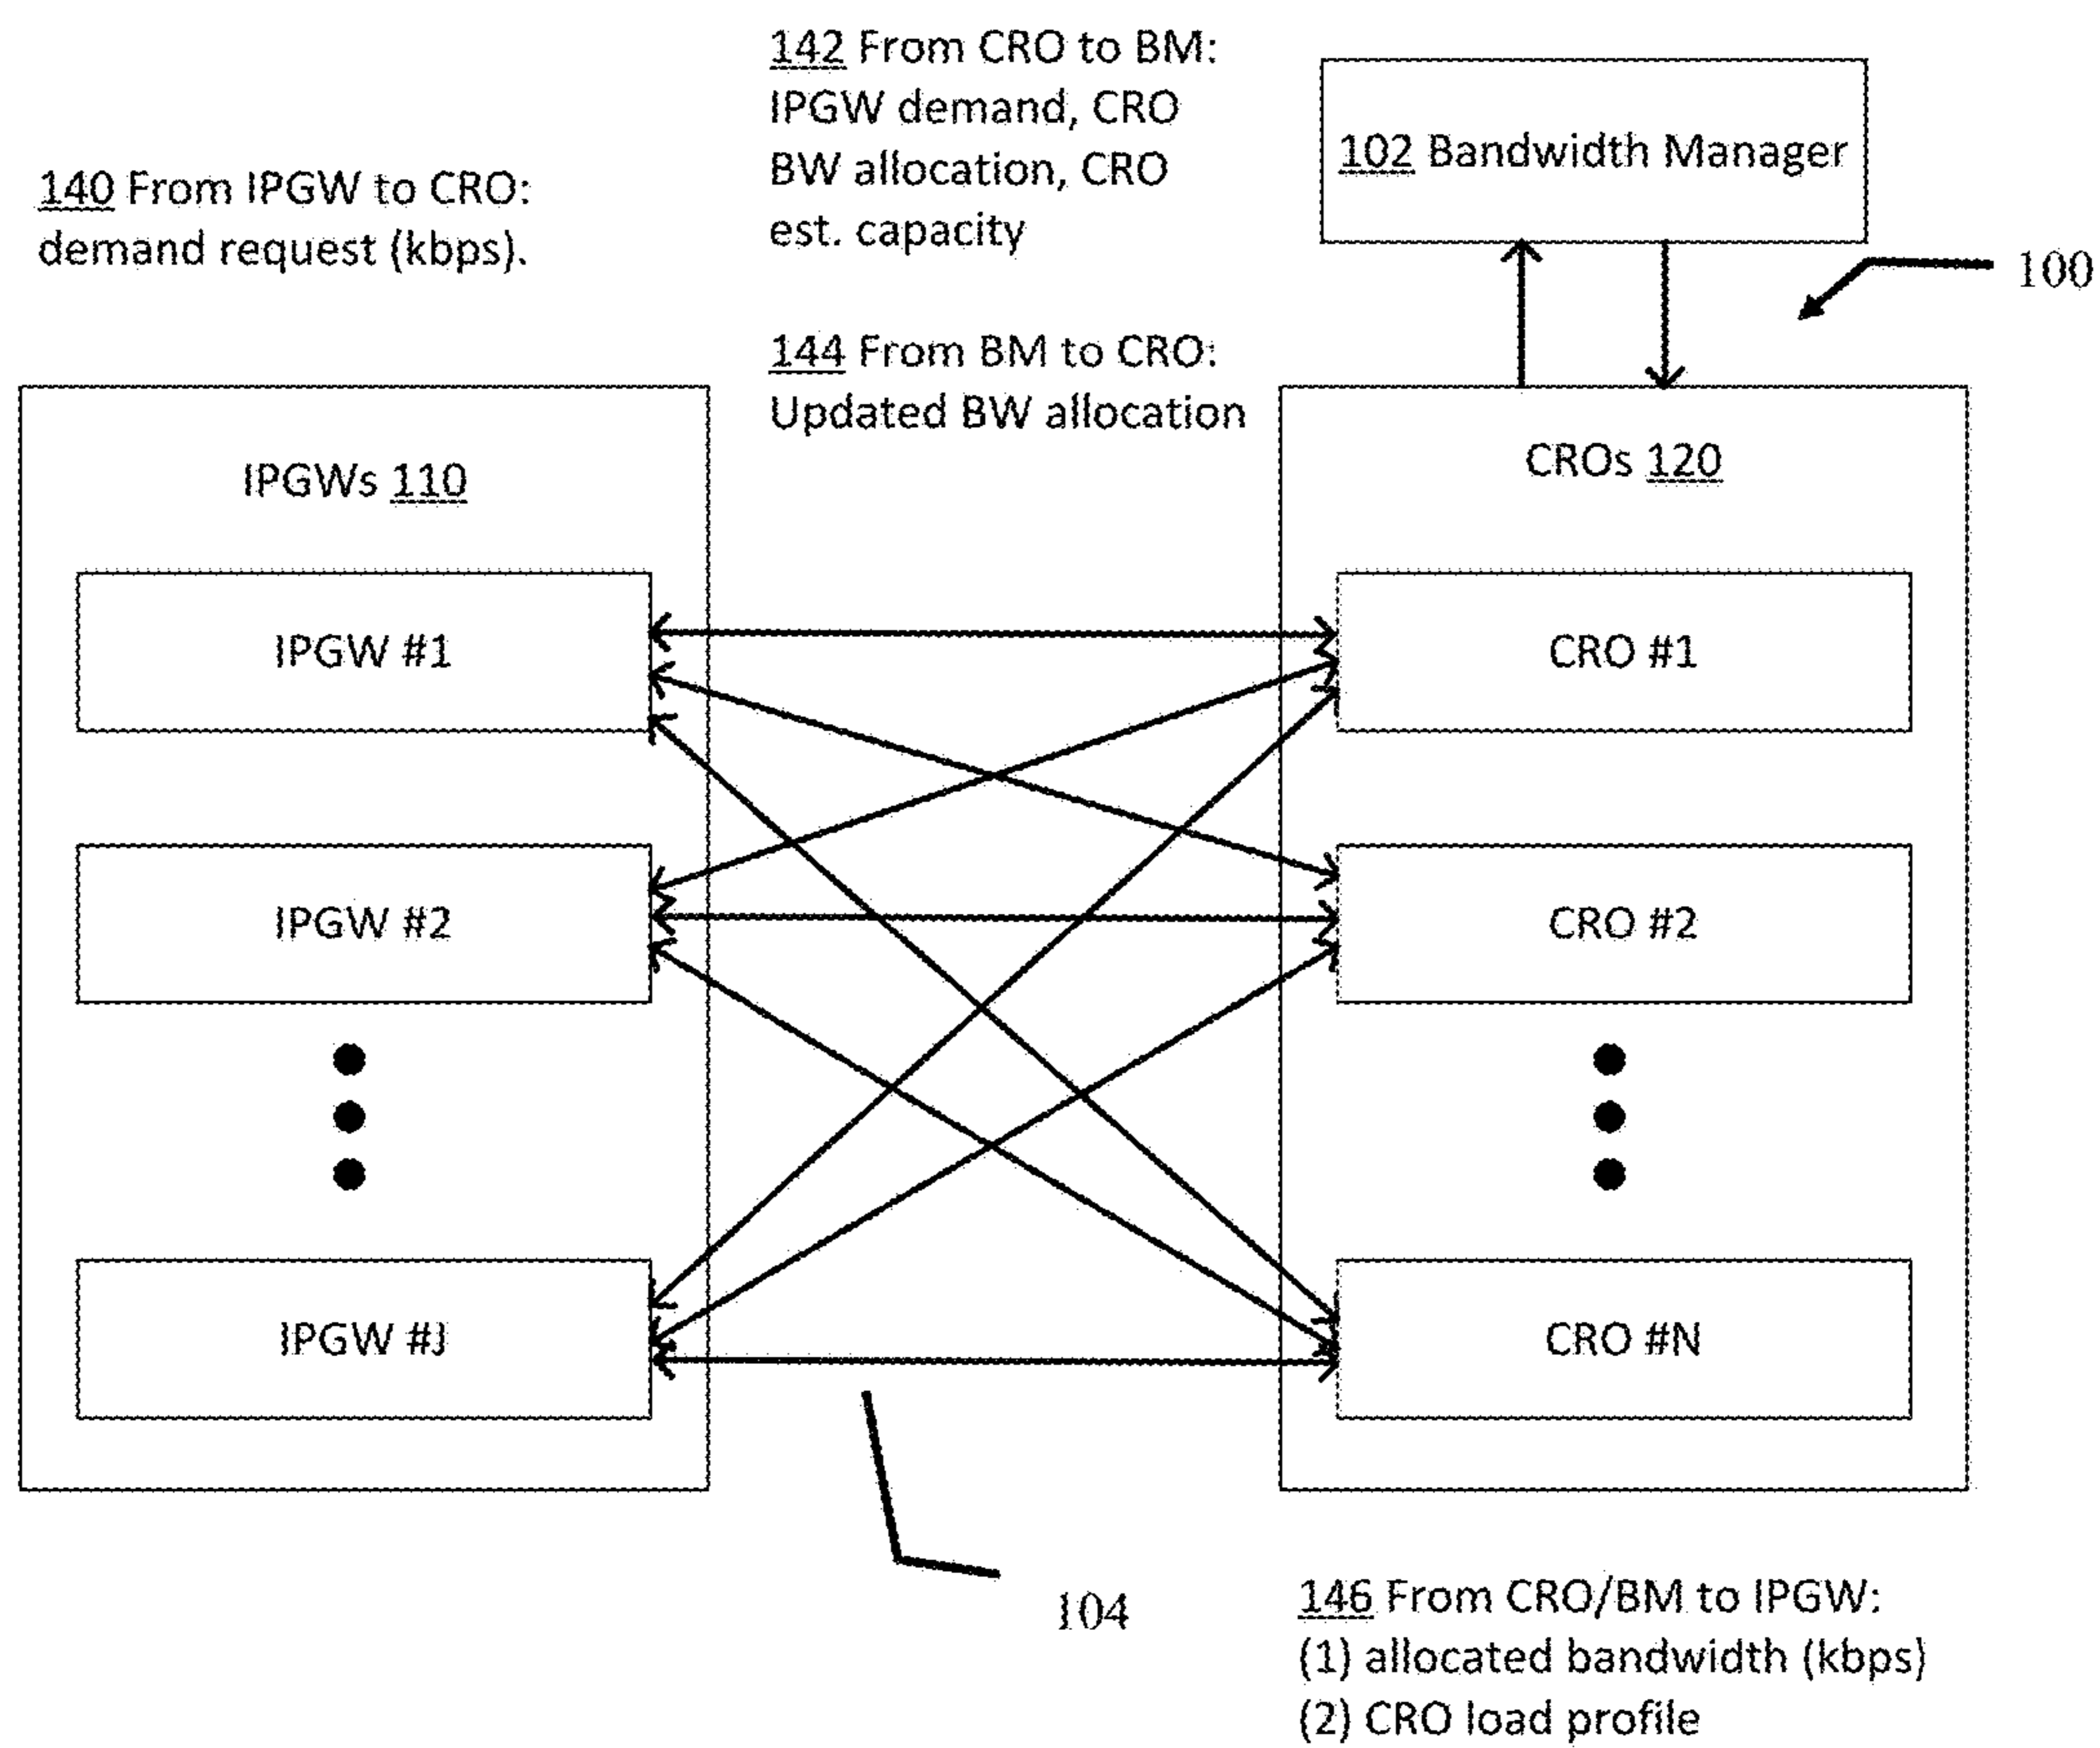 142 From CRO to BM:
IPGW demand, CRO
BW allocation, CRO
est. capacity
102 Bandwidth Manager
140 From IPGW to CRO:
demand request (kbps).
100
144 From BM to CRO:
Updated BW allocation
IPGWs 110
CROs 120
IPGW #1
CRO #1
IPGW #2
CRO #2
IPGW #J
CRO #N
104
146 From CRO/BM to IPGW:
(1) allocated bandwidth (kbps)
(2) CRO load profile